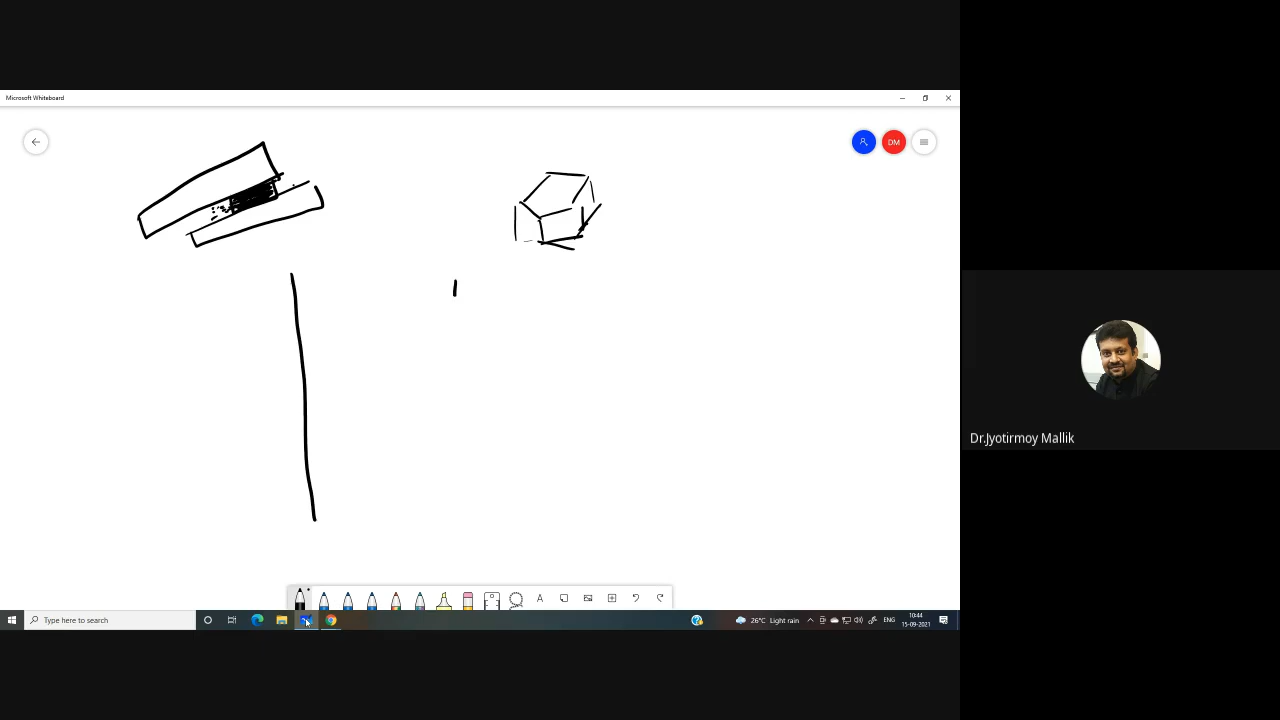 Microsoft Whiteboard
DM
Dr.Jyotirmoy Mallik
A
Type here to search
26°C Light rain
ENG
10:44
15-09-2021